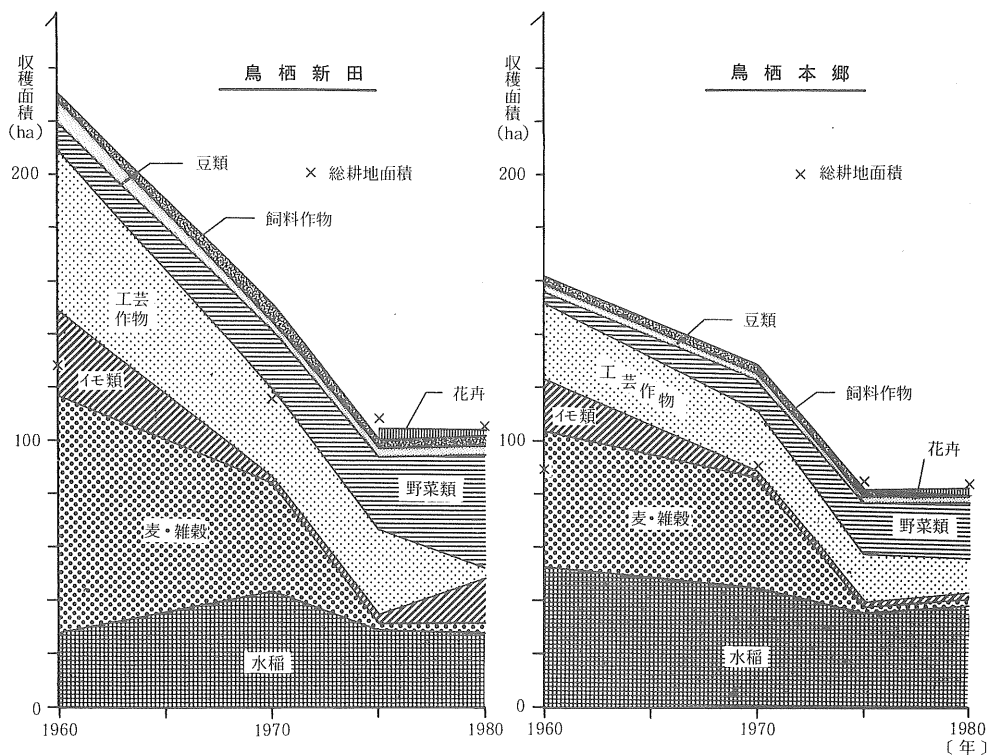 収穫面積
(ha)
鳥栖新田
豆類
× 総耕地面積
飼料作物
工芸
作物
イモ類
花卉
野菜類
麦・雑穀
水稲
200
100
0
1960
1970
1980
収穫面積
(ha)
鳥栖本郷
× 総耕地面積
豆類
工芸作物
飼料作物
イモ類
花卉
野菜類
麦・雑穀
水稲
200
100
0
1960
1970
1980
〔年〕